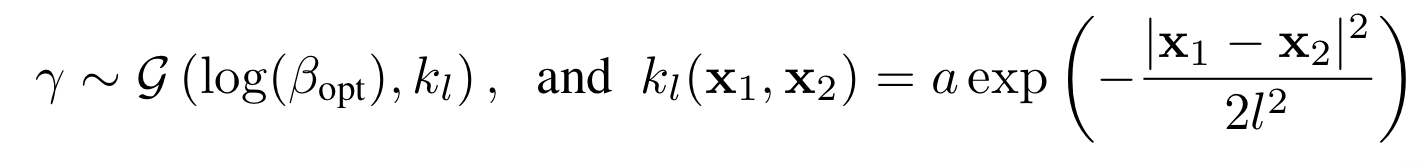 γ ∼ 𝒢 (log(β_opt), k_l) , and k_l(𝐱₁, 𝐱₂) = a exp (−|𝐱₁ − 𝐱₂|² / 2l²)